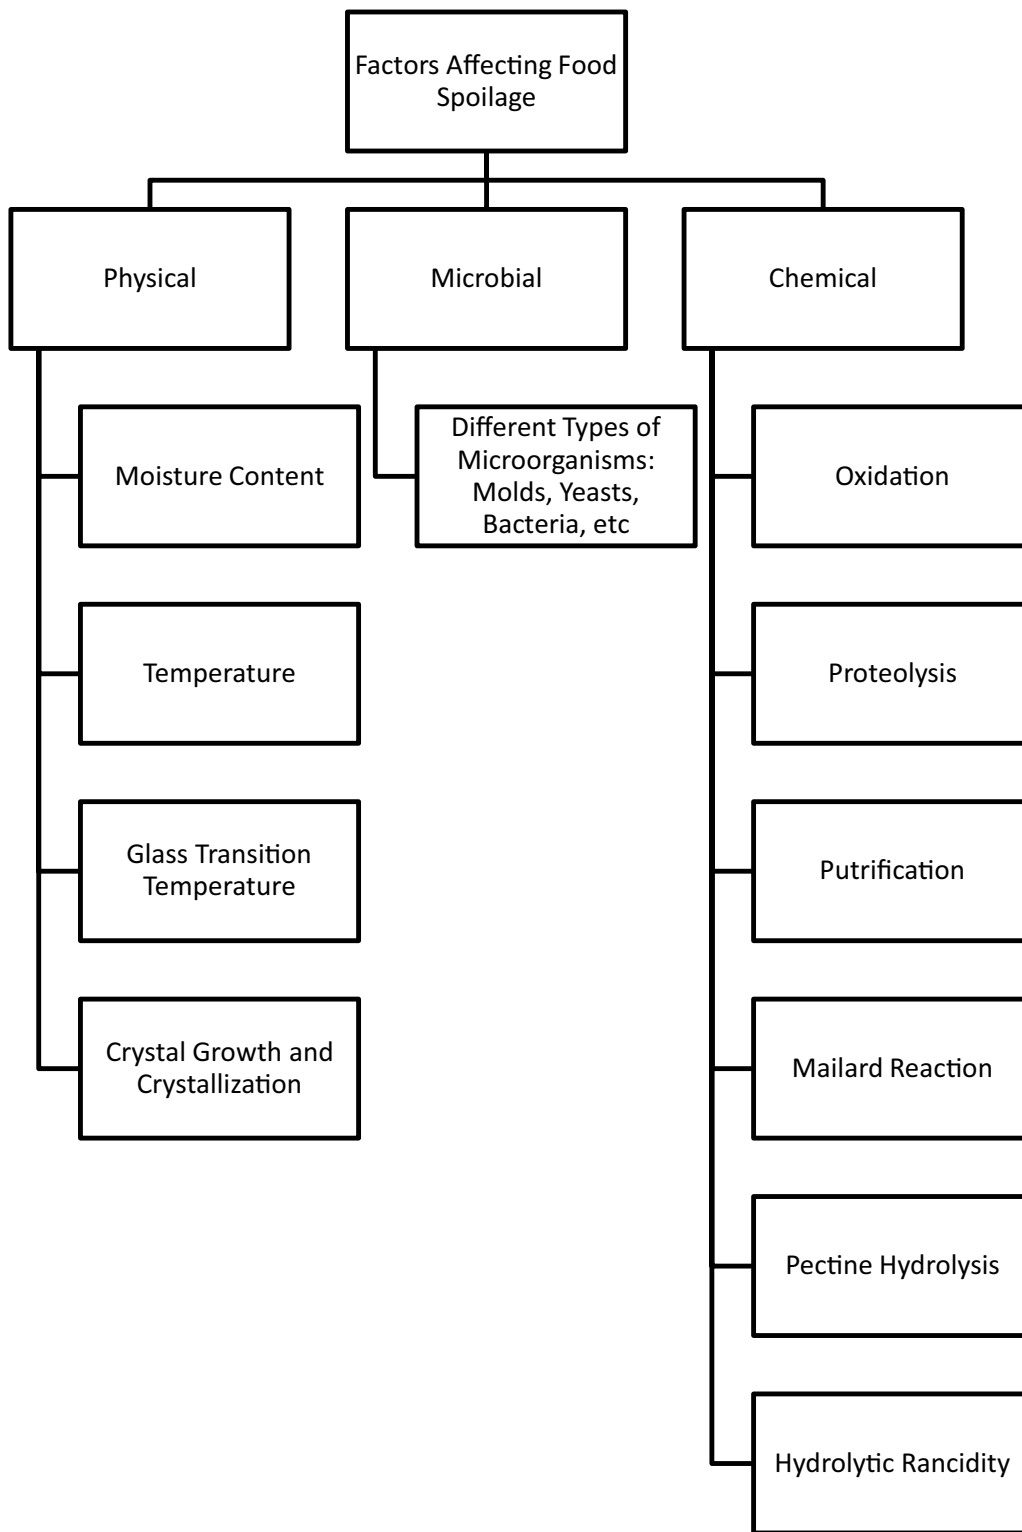 Factors Affecting Food
Spoilage
Physical
Microbial
Chemical
Moisture Content
Temperature
Glass Transition
Temperature
Crystal Growth and
Crystallization
Different Types of
Microorganisms:
Molds, Yeasts,
Bacteria, etc
Oxidation
Proteolysis
Putrification
Mailard Reaction
Pectine Hydrolysis
Hydrolytic Rancidity